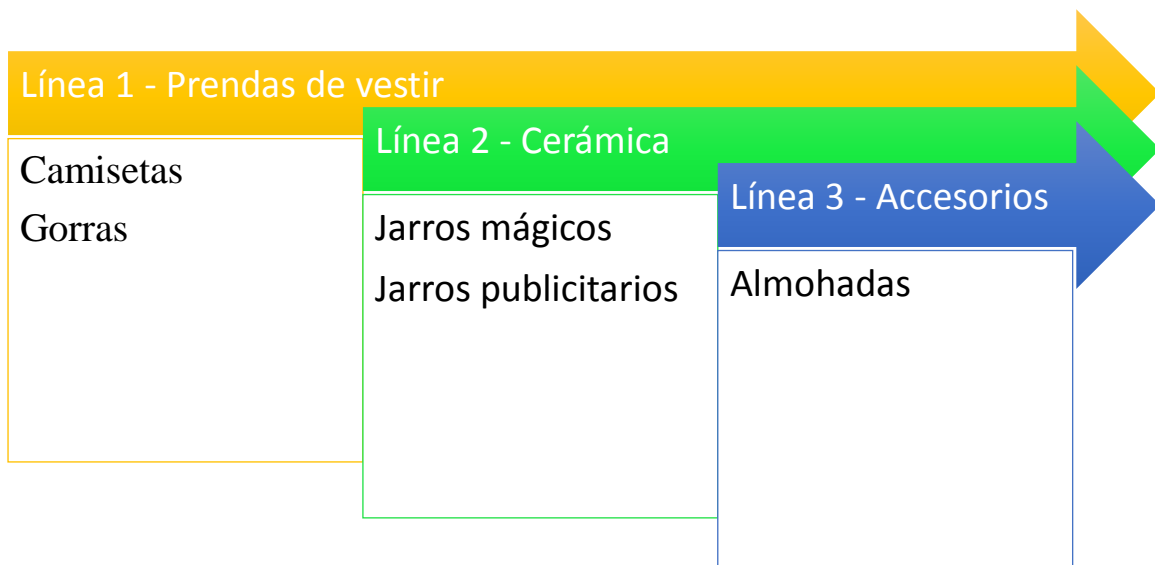 Línea 1 - Prendas de vestir
Camisetas
Gorras
Línea 2 - Cerámica
Jarros mágicos
Jarros publicitarios
Línea 3 - Accesorios
Almohadas